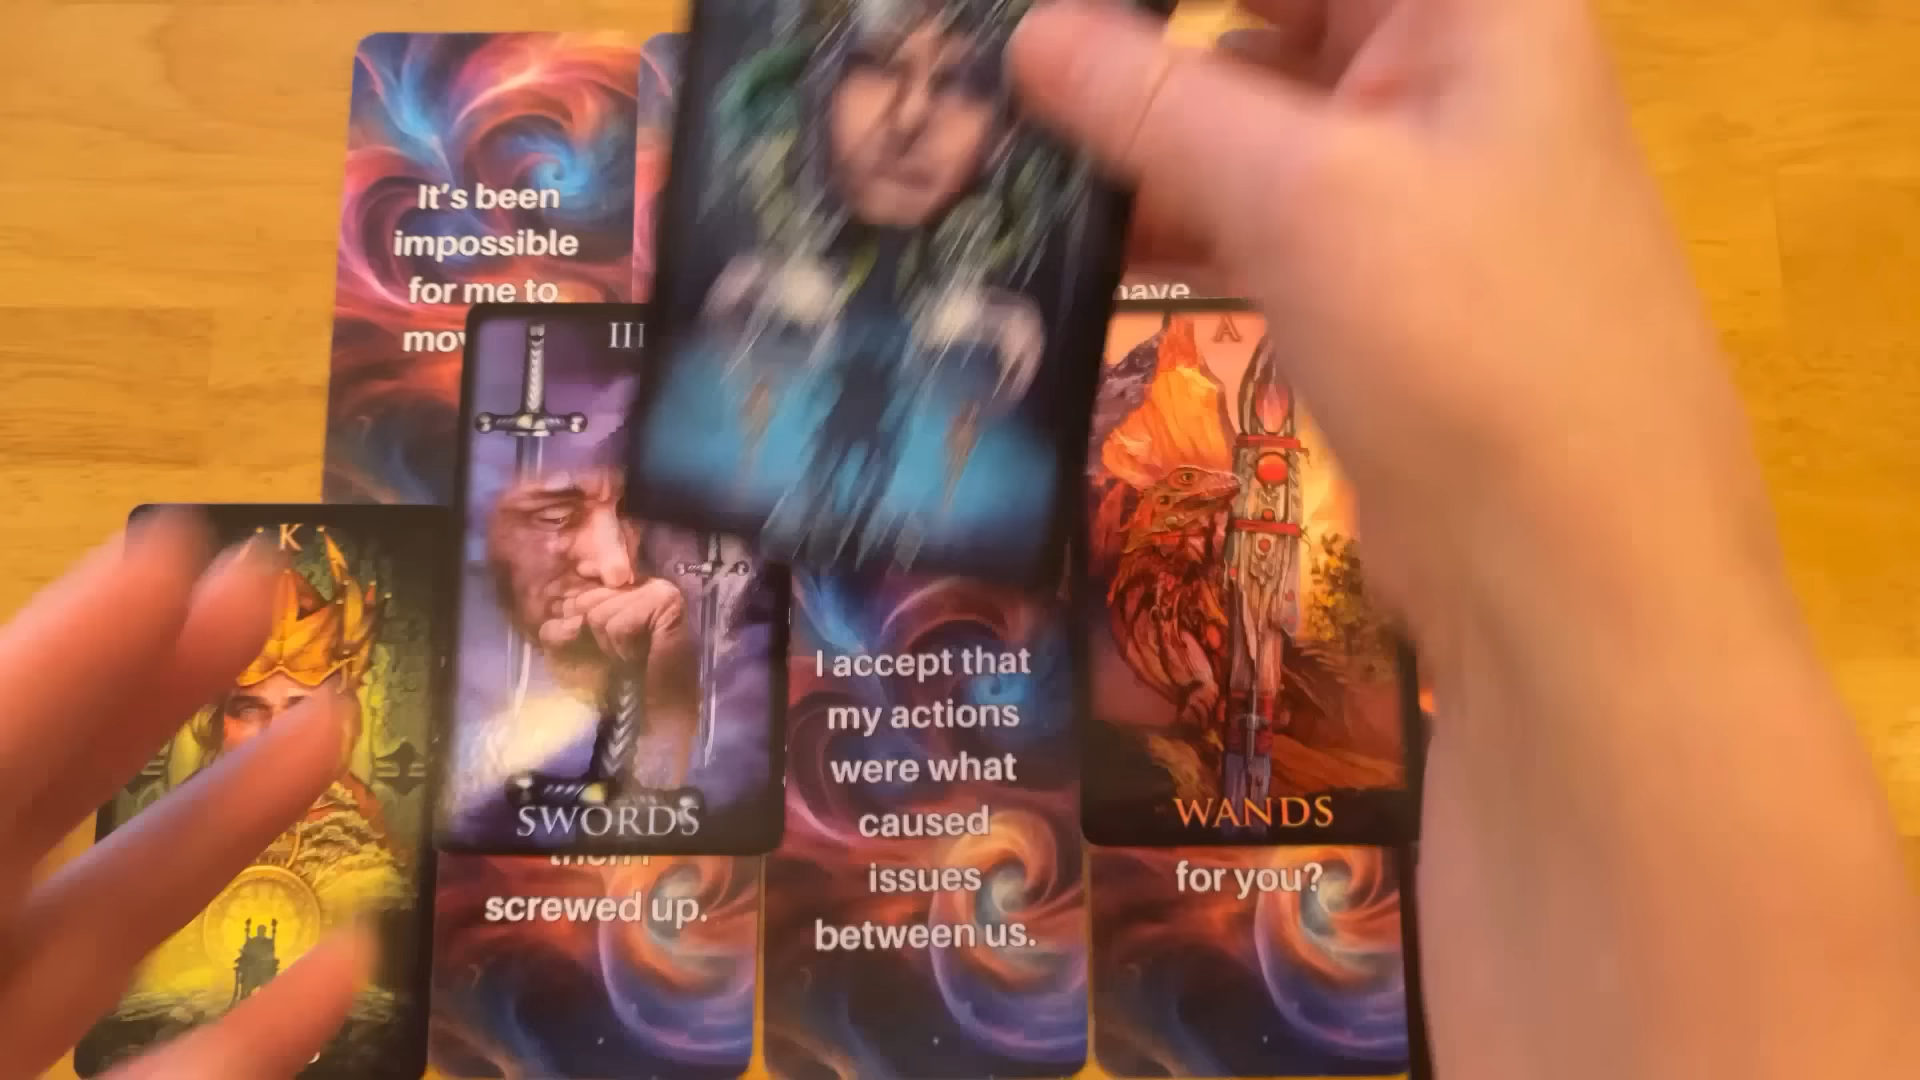 It's been
impossible
for me to
have
III
A
K
I accept that
my actions
were what
caused
issues
between us.
SWORDS
WANDS
screwed up.
for you?